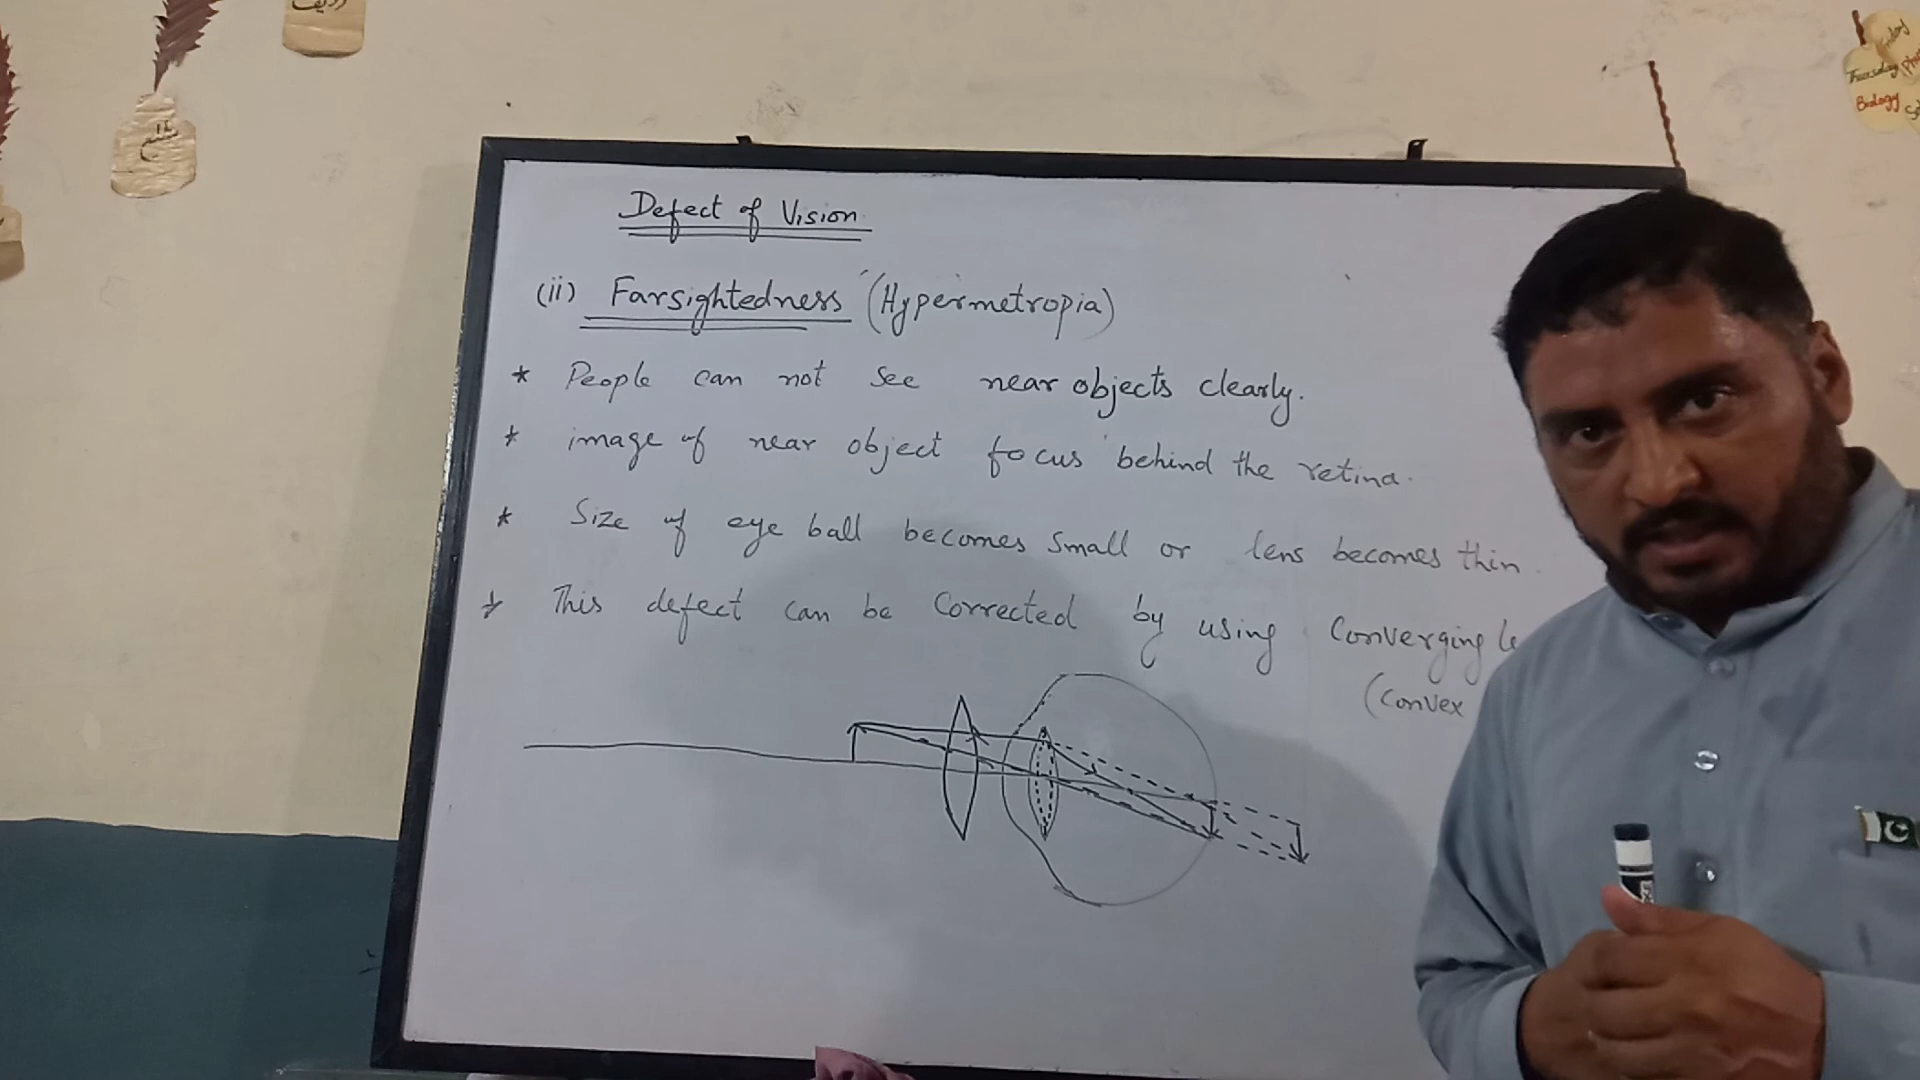 Defect of Vision
(ii) Farsightedness (Hypermetropia)
* People can not see near objects clearly.
* image of near object focus behind the retina.
* Size of eye ball becomes small or lens becomes thin.
* This defect can be corrected by using Converging
(Convex
Tuesday
Biology